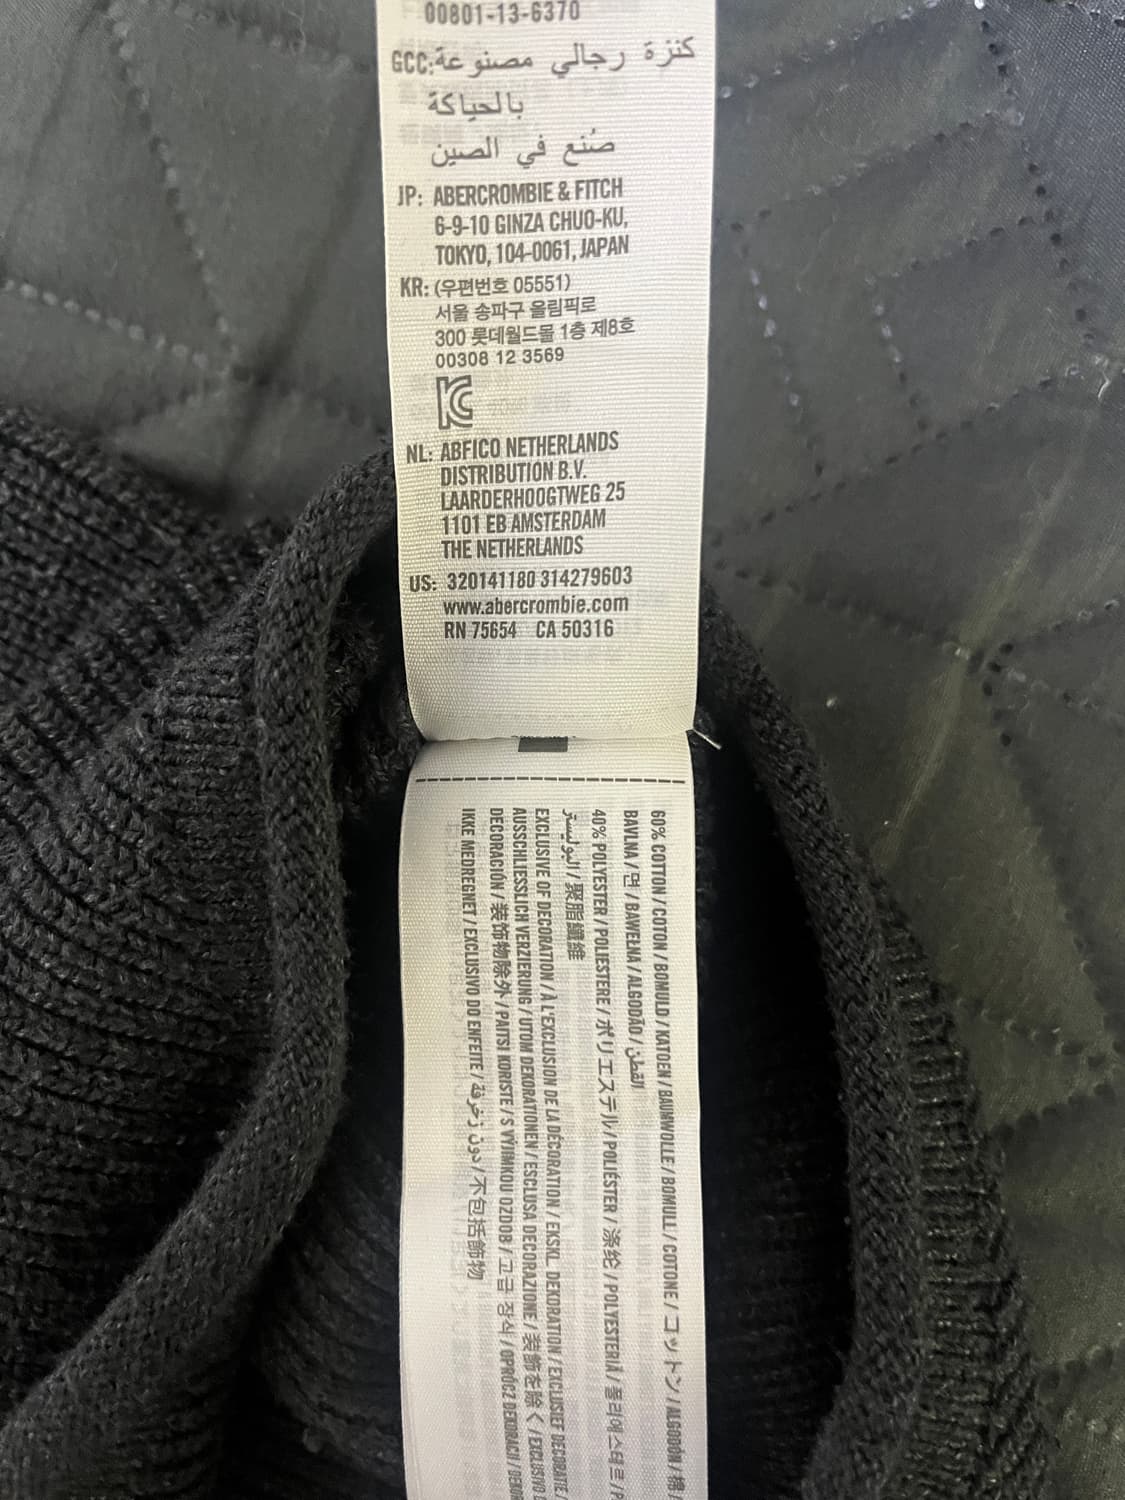 00801-13-6370
GCC: كنزة رجالي مصنوعة
بالحياكة
صُنع في الصين
JP: ABERCROMBIE & FITCH
6-9-10 GINZA CHUO-KU,
TOKYO, 104-0061, JAPAN
KR: (우편번호 05551)
서울 송파구 올림픽로
300 롯데월드몰 1층 제8호
00308 12 3569
NL: ABFICO NETHERLANDS
DISTRIBUTION B.V.
LAARDERHOOGTWEG 25
1101 EB AMSTERDAM
THE NETHERLANDS
US: 320141180 314279603
www.abercrombie.com
RN 75654 CA 50316
60% COTTON / COTON / BOMULD / KATOEN / BAUMWOLLE / BOMULL / COTONE / コットン / ALGODÓN / 棉 /
BAVLNA / 면 / BAWEŁNA / ALGODÃO / القطن
40% POLYESTER / POLIESTERE / ポリエステル / POLIÉSTER / 涤纶 / POLYESTERIÁ / 폴리에스테르 /
البوليستر / 聚脂纖維
EXCLUSIVE OF DECORATION / À L'EXCLUSION DE LA DÉCORATION / EKSKL. DEKORATION / EXCLUSIEF DECORATIE /
AUSSCHLIESSLICH VERZIERUNG / UTOM DEKORATIONEN / ESCLUSA DECORAZIONE / 装飾を除く / EXCLUSIVO
DECORACIÓN / 装饰物除外 / PAITSI KORISTE / S VÝJIMKOU OZDOB / 고급 장식 / OPRÓCZ DEKORACJI /
IKKE MEDREGNET / EXCLUSIVO DO ENFEITE / دون زخرفة / 不包括飾物